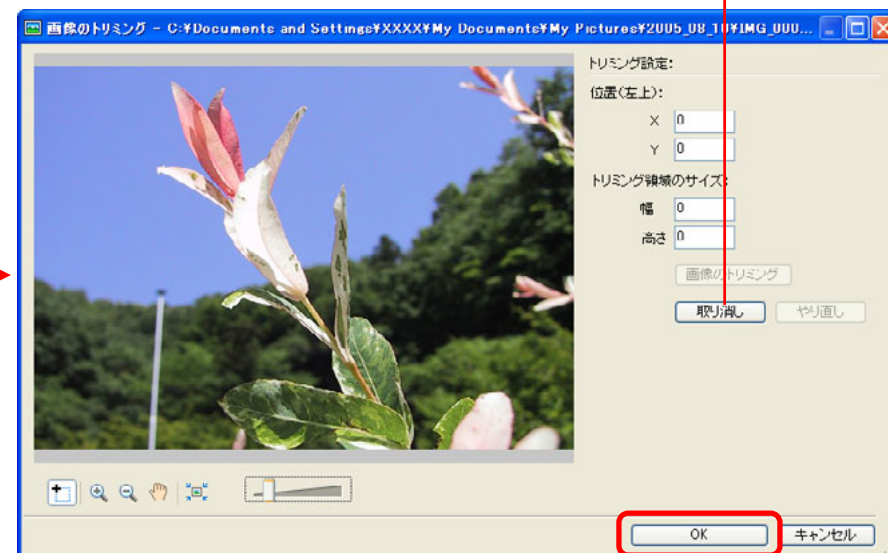 画像のトリミング - C:¥Documents and Settings¥XXXX¥My Documents¥My Pictures¥2005_08_10¥IMG_000...
トリミング設定:
位置(左上):
X 0
Y 0
トリミング領域のサイズ:
幅 0
高さ 0
画像のトリミング
取り消し やり直し
OK キャンセル